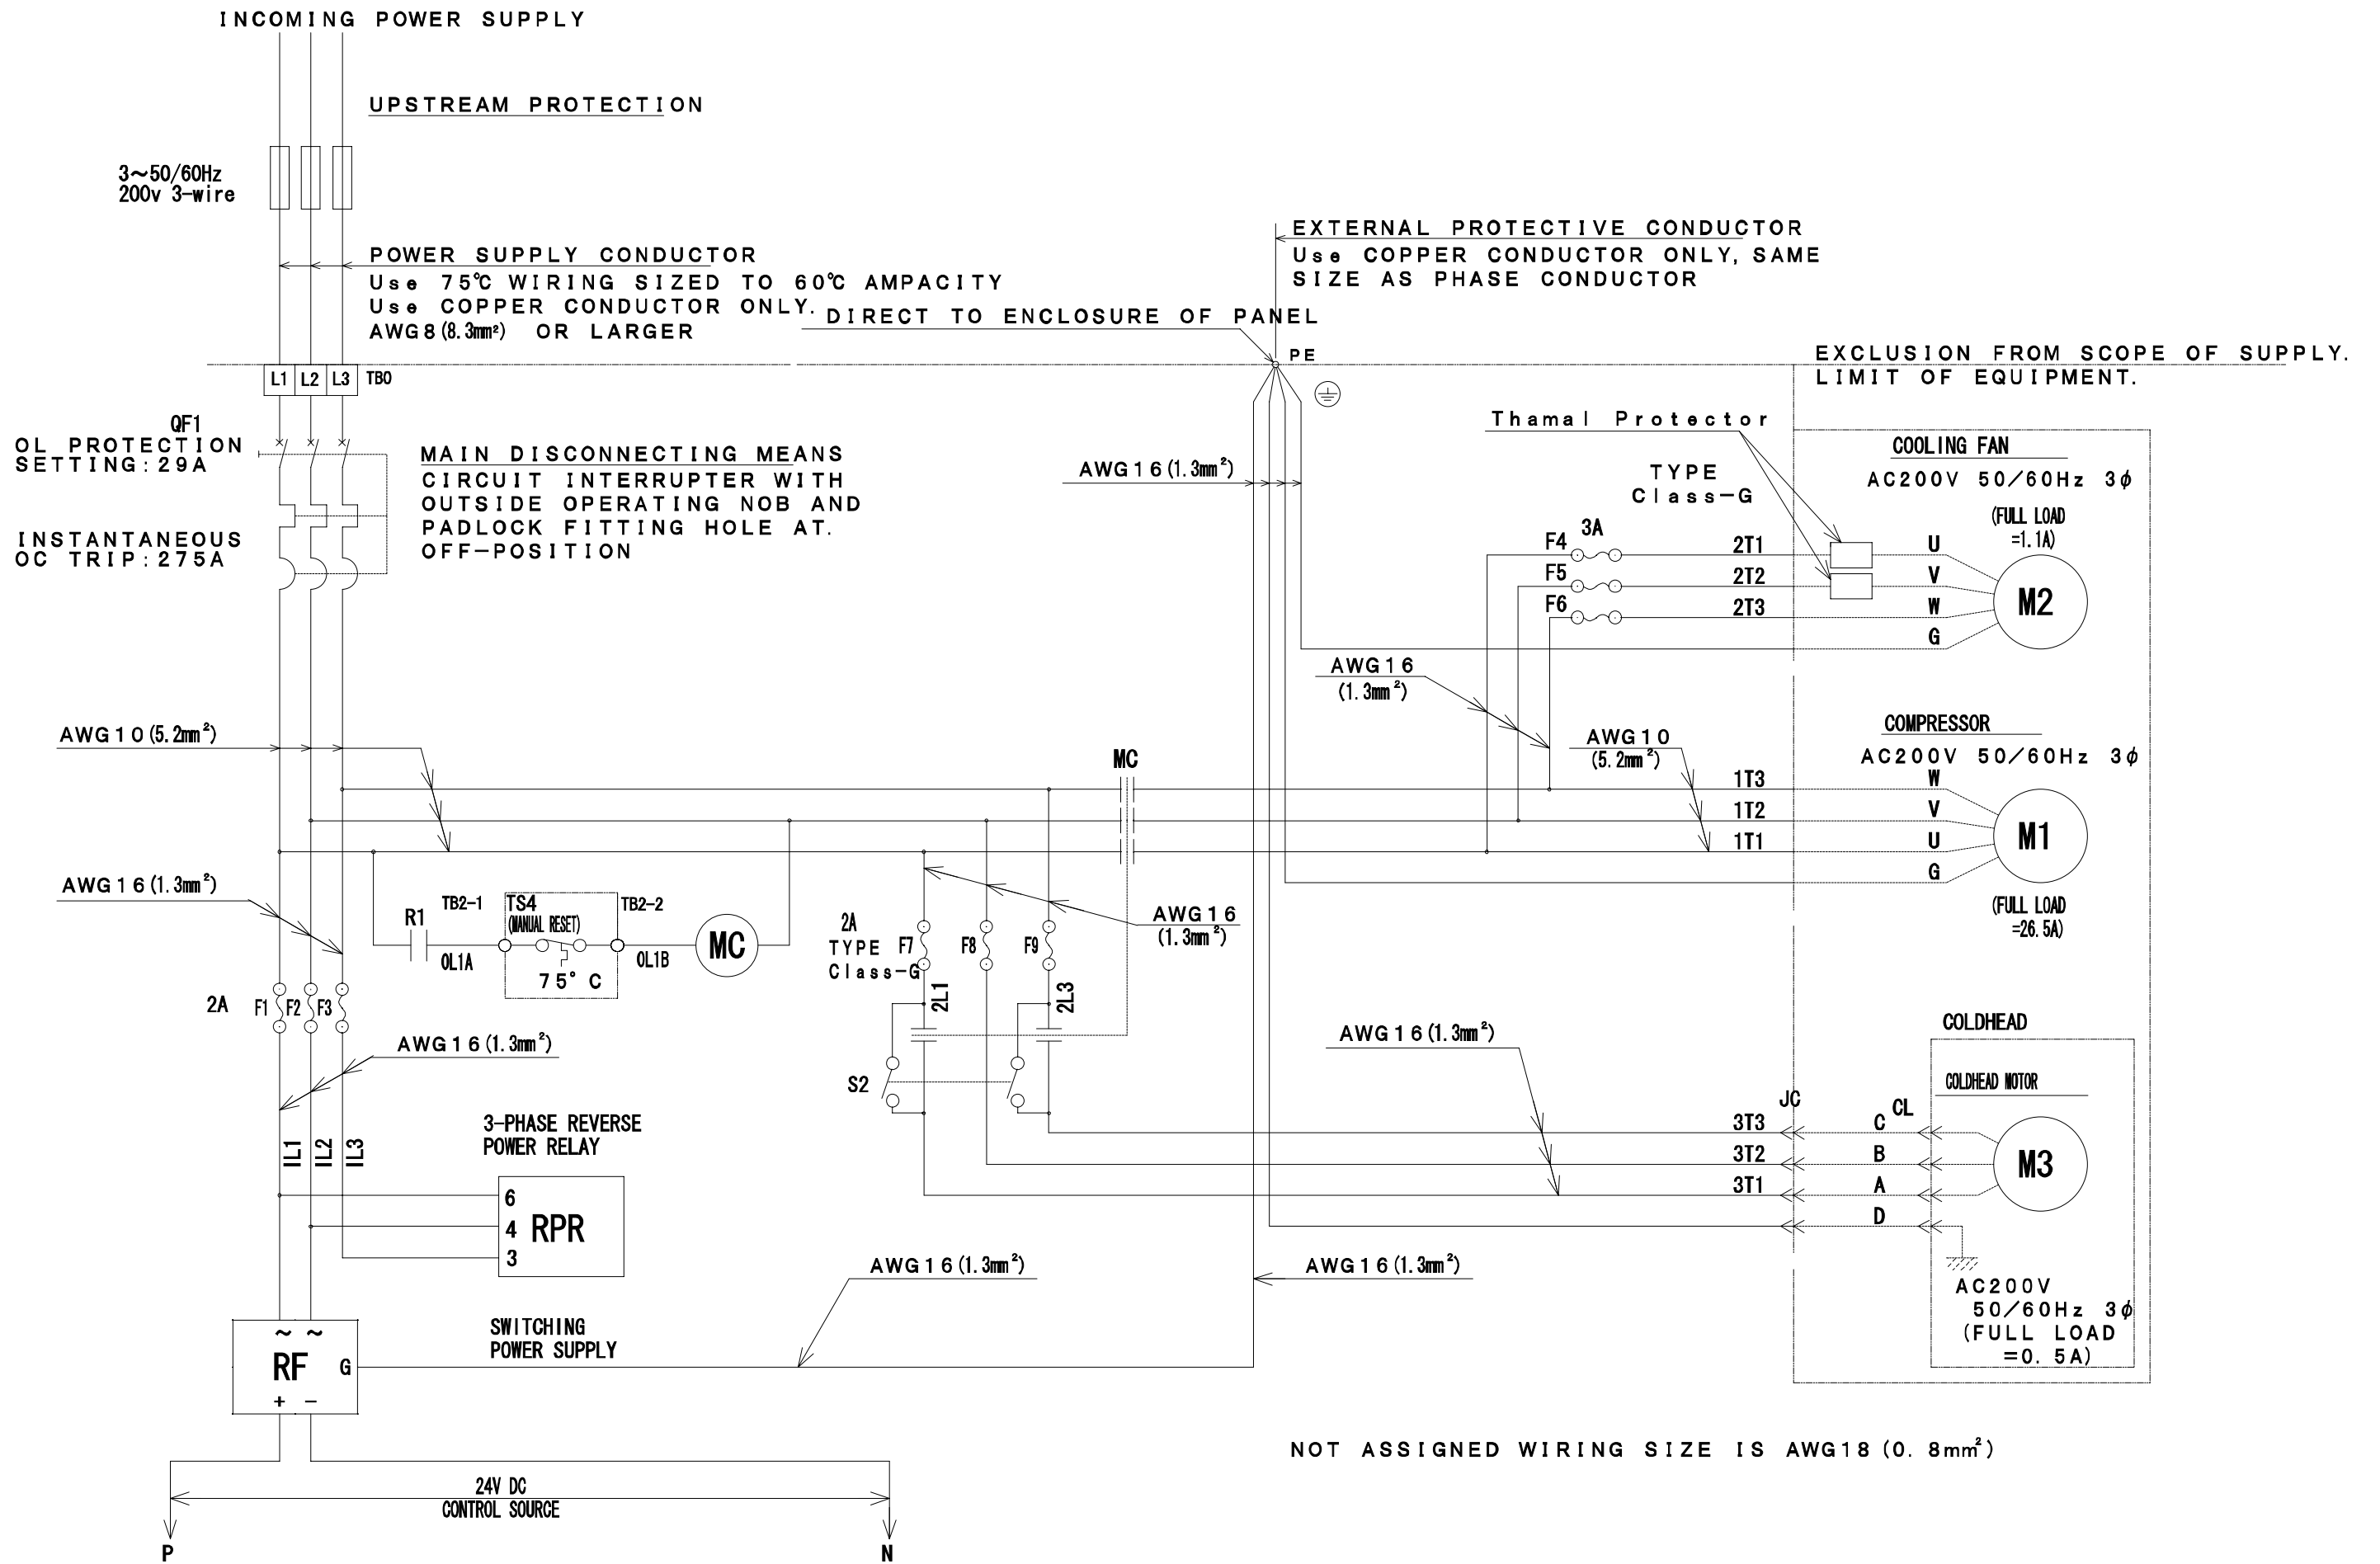 INCOMING POWER SUPPLY
UPSTREAM PROTECTION
3～50/60Hz
200v 3-wire
POWER SUPPLY CONDUCTOR
Use 75℃ WIRING SIZED TO 60℃ AMPACITY
Use COPPER CONDUCTOR ONLY.
AWG8(8.3mm²) OR LARGER
EXTERNAL PROTECTIVE CONDUCTOR
Use COPPER CONDUCTOR ONLY, SAME
SIZE AS PHASE CONDUCTOR
DIRECT TO ENCLOSURE OF PANEL
PE
EXCLUSION FROM SCOPE OF SUPPLY.
LIMIT OF EQUIPMENT.
L1 L2 L3 TB0
QF1
OL PROTECTION
SETTING:29A
INSTANTANEOUS
OC TRIP:275A
MAIN DISCONNECTING MEANS
CIRCUIT INTERRUPTER WITH
OUTSIDE OPERATING NOB AND
PADLOCK FITTING HOLE AT.
OFF-POSITION
AWG16(1.3mm²)
Thamal Protector
TYPE
Class-G
3A
F4
F5
F6
2T1
2T2
2T3
COOLING FAN
AC200V 50/60Hz 3φ
(FULL LOAD
=1.1A)
U
V
W
G
M2
AWG16
(1.3mm²)
AWG10(5.2mm²)
AWG10
(5.2mm²)
MC
COMPRESSOR
AC200V 50/60Hz 3φ
1T3
1T2
1T1
W
V
U
G
M1
(FULL LOAD
=26.5A)
AWG16(1.3mm²)
R1
TB2-1
OL1A
TS4
(MANUAL RESET)
75°C
TB2-2
OL1B
MC
2A
TYPE
Class-G
F7
F8
F9
AWG16
(1.3mm²)
2L1
2L3
S2
2A
F1
F2
F3
AWG16(1.3mm²)
IL1
IL2
IL3
3-PHASE REVERSE
POWER RELAY
6
4
3
RPR
AWG16(1.3mm²)
COLDHEAD
COLDHEAD MOTOR
JC
CL
3T3
3T2
3T1
C
B
A
D
M3
AC200V
50/60Hz 3φ
(FULL LOAD
=0.5A)
AWG16(1.3mm²)
AWG16(1.3mm²)
SWITCHING
POWER SUPPLY
~ ~
RF
G
+ −
24V DC
CONTROL SOURCE
P
N
NOT ASSIGNED WIRING SIZE IS AWG18(0.8mm²)